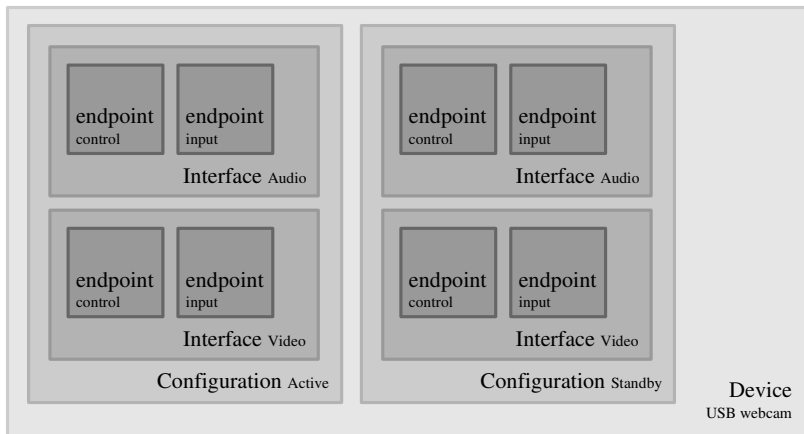 endpoint endpoint endpoint endpoint
control input control input
Interface Audio Interface Audio
endpoint endpoint endpoint endpoint
control input control input
Interface Video Interface Video
Configuration Active Configuration Standby
Device
USB webcam